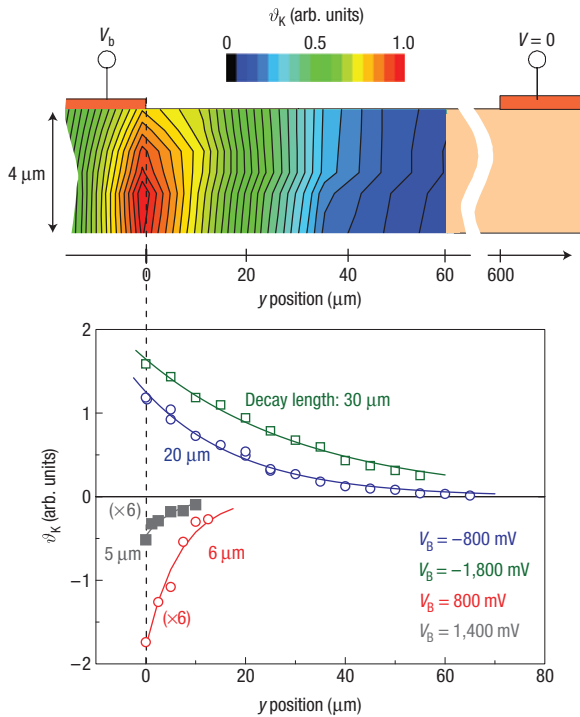 ϑK (arb. units)
0 0.5 1.0
Vb
V = 0
4 μm
0 20 40 60 600
y position (μm)
2
1
0
−1
−2
ϑK (arb. units)
Decay length: 30 μm
20 μm
(×6)
5 μm
6 μm
(×6)
VB = −800 mV
VB = −1,800 mV
VB = 800 mV
VB = 1,400 mV
0 20 40 60 80
y position (μm)